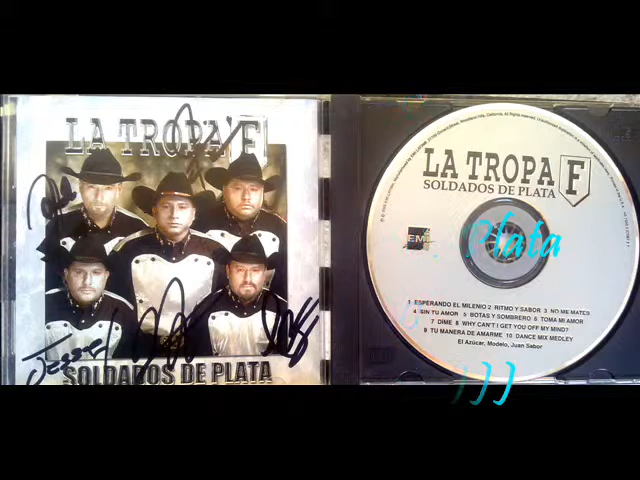 LA TROPA F
SOLDADOS DE PLATA
LA TROPA F
SOLDADOS DE PLATA
EMI
Plata
1 ESPERANDO EL MILENIO 2 RITMO Y SABOR 3 NO ME MATES
4 SIN TU AMOR 5 BOTAS Y SOMBRERO 6 TOMA MI AMOR
7 DIME 8 WHY CAN'T I GET YOU OFF MY MIND?
9 TU MANERA DE AMARME 10 DANCE MIX MEDLEY
El Azúcar, Modelo, Juan Sabor
)))